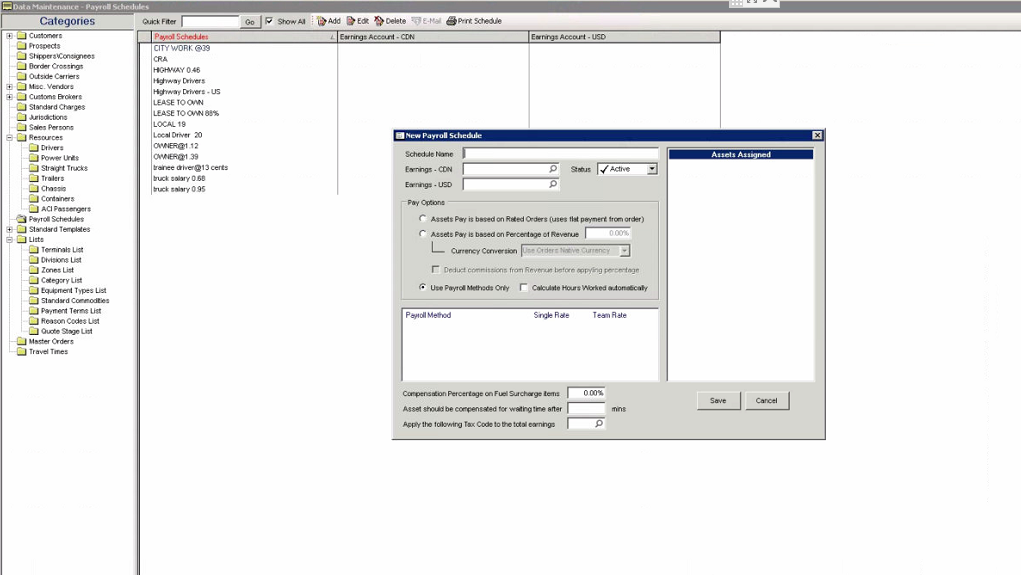 Data Maintenance - Payroll Schedules
Categories
Quick Filter Go Show All Add Edit Delete E-Mail Print Schedule
Customers
Prospects
Shippers\Consignees
Border Crossings
Outside Carriers
Misc. Vendors
Customs Brokers
Standard Charges
Jurisdictions
Sales Persons
Resources
Drivers
Power Units
Straight Trucks
Trailers
Chassis
Containers
ACI Passengers
Payroll Schedules
Standard Templates
Lists
Terminals List
Divisions List
Zones List
Category List
Equipment Types List
Standard Commodities
Payment Terms List
Reason Codes List
Quote Stage List
Master Orders
Travel Times
Payroll Schedules Earnings Account - CDN Earnings Account - USD
CITY WORK @39
CRA
HIGHWAY 0.46
Highway Drivers
Highway Drivers - US
LEASE TO OWN
LEASE TO OWN 88%
LOCAL 19
Local Driver 20
OWNER@1.12
OWNER@1.39
trainee driver@13 cents
truck salary 0.68
truck salary 0.95
New Payroll Schedule
Schedule Name
Earnings - CDN Status Active
Earnings - USD
Pay Options
Assets Pay is based on Rated Orders (uses flat payment from order)
Assets Pay is based on Percentage of Revenue 0.00%
Currency Conversion Use Orders Native Currency
Deduct commissions from Revenue before applying percentage
Use Payroll Methods Only Calculate Hours Worked automatically
Payroll Method Single Rate Team Rate
Compensation Percentage on Fuel Surcharge items 0.00%
Asset should be compensated for waiting time after mins
Apply the following Tax Code to the total earnings
Assets Assigned
Save Cancel